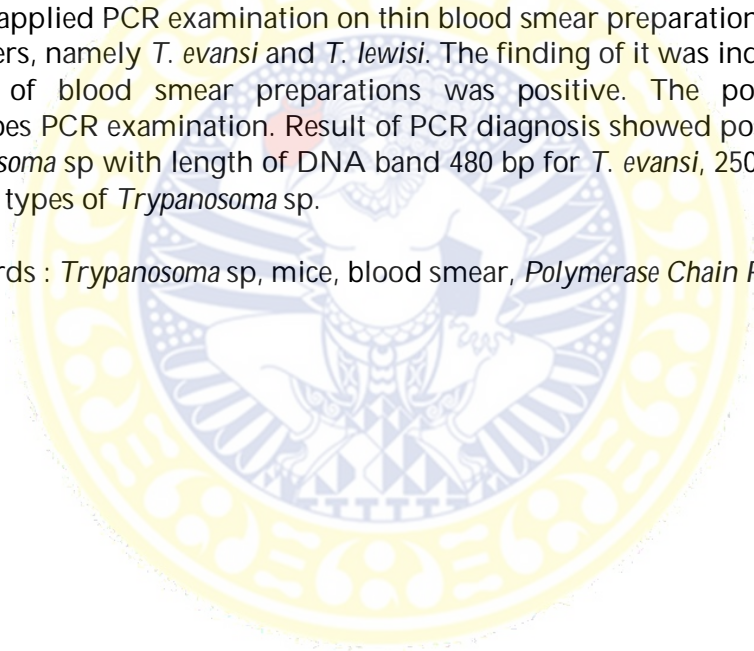 applied PCR examination on thin blood smear preparation
ers, namely T. evansi and T. lewisi. The finding of it was inc
of blood smear preparations was positive. The po
bes PCR examination. Result of PCR diagnosis showed po
soma sp with length of DNA band 480 bp for T. evansi, 250
types of Trypanosoma sp.
rds : Trypanosoma sp, mice, blood smear, Polymerase Chain